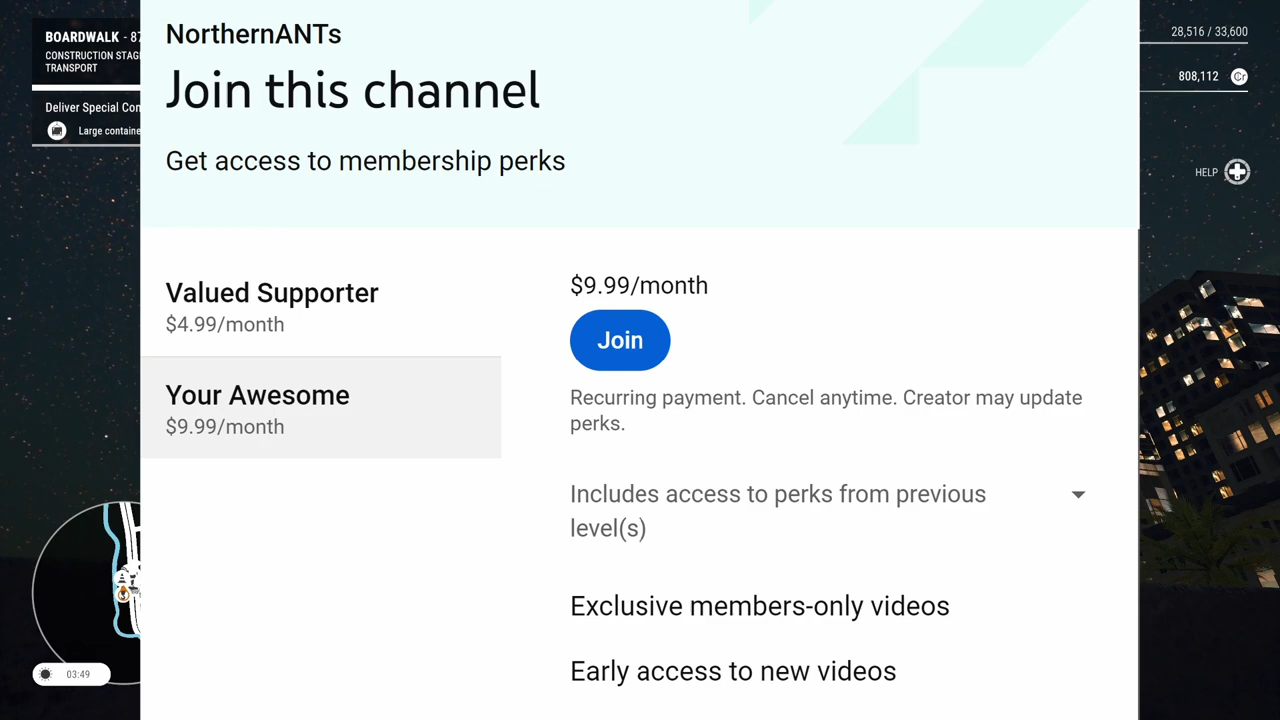 BOARDWALK - 87
CONSTRUCTION STAG
TRANSPORT
Deliver Special Con
Large containe
NorthernANTs
Join this channel
Get access to membership perks
28,516 / 33,600
808,112 Cr
HELP
Valued Supporter
$4.99/month
Your Awesome
$9.99/month
$9.99/month
Join
Recurring payment. Cancel anytime. Creator may update
perks.
Includes access to perks from previous
level(s)
Exclusive members-only videos
Early access to new videos
03:49